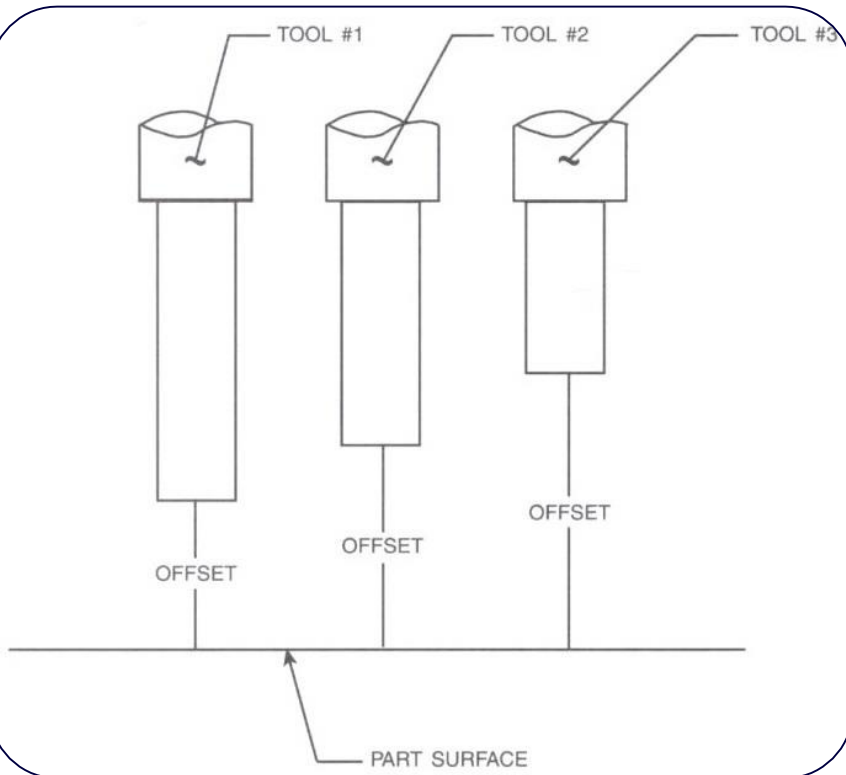 TOOL #1
TOOL #2
TOOL #3
OFFSET
OFFSET
OFFSET
PART SURFACE